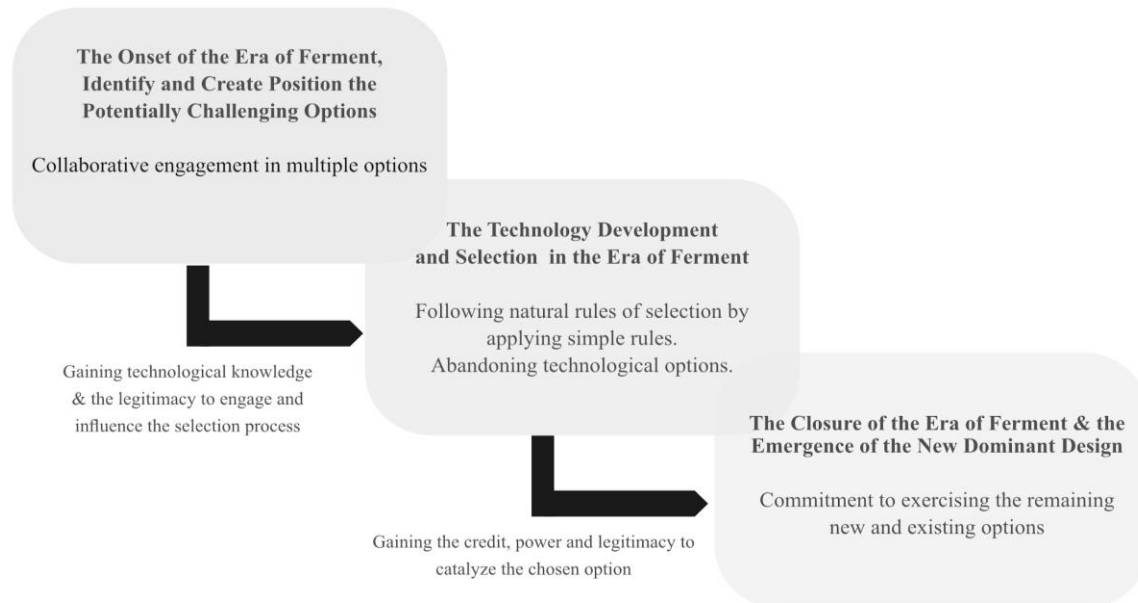 The Onset of the Era of Ferment,
Identify and Create Position the
Potentially Challenging Options
Collaborative engagement in multiple options
The Technology Development
and Selection in the Era of Ferment
Following natural rules of selection by
applying simple rules.
Abandoning technological options.
Gaining technological knowledge
& the legitimacy to engage and
influence the selection process
The Closure of the Era of Ferment & the
Emergence of the New Dominant Design
Commitment to exercising the remaining
new and existing options
Gaining the credit, power and legitimacy to
catalyze the chosen option